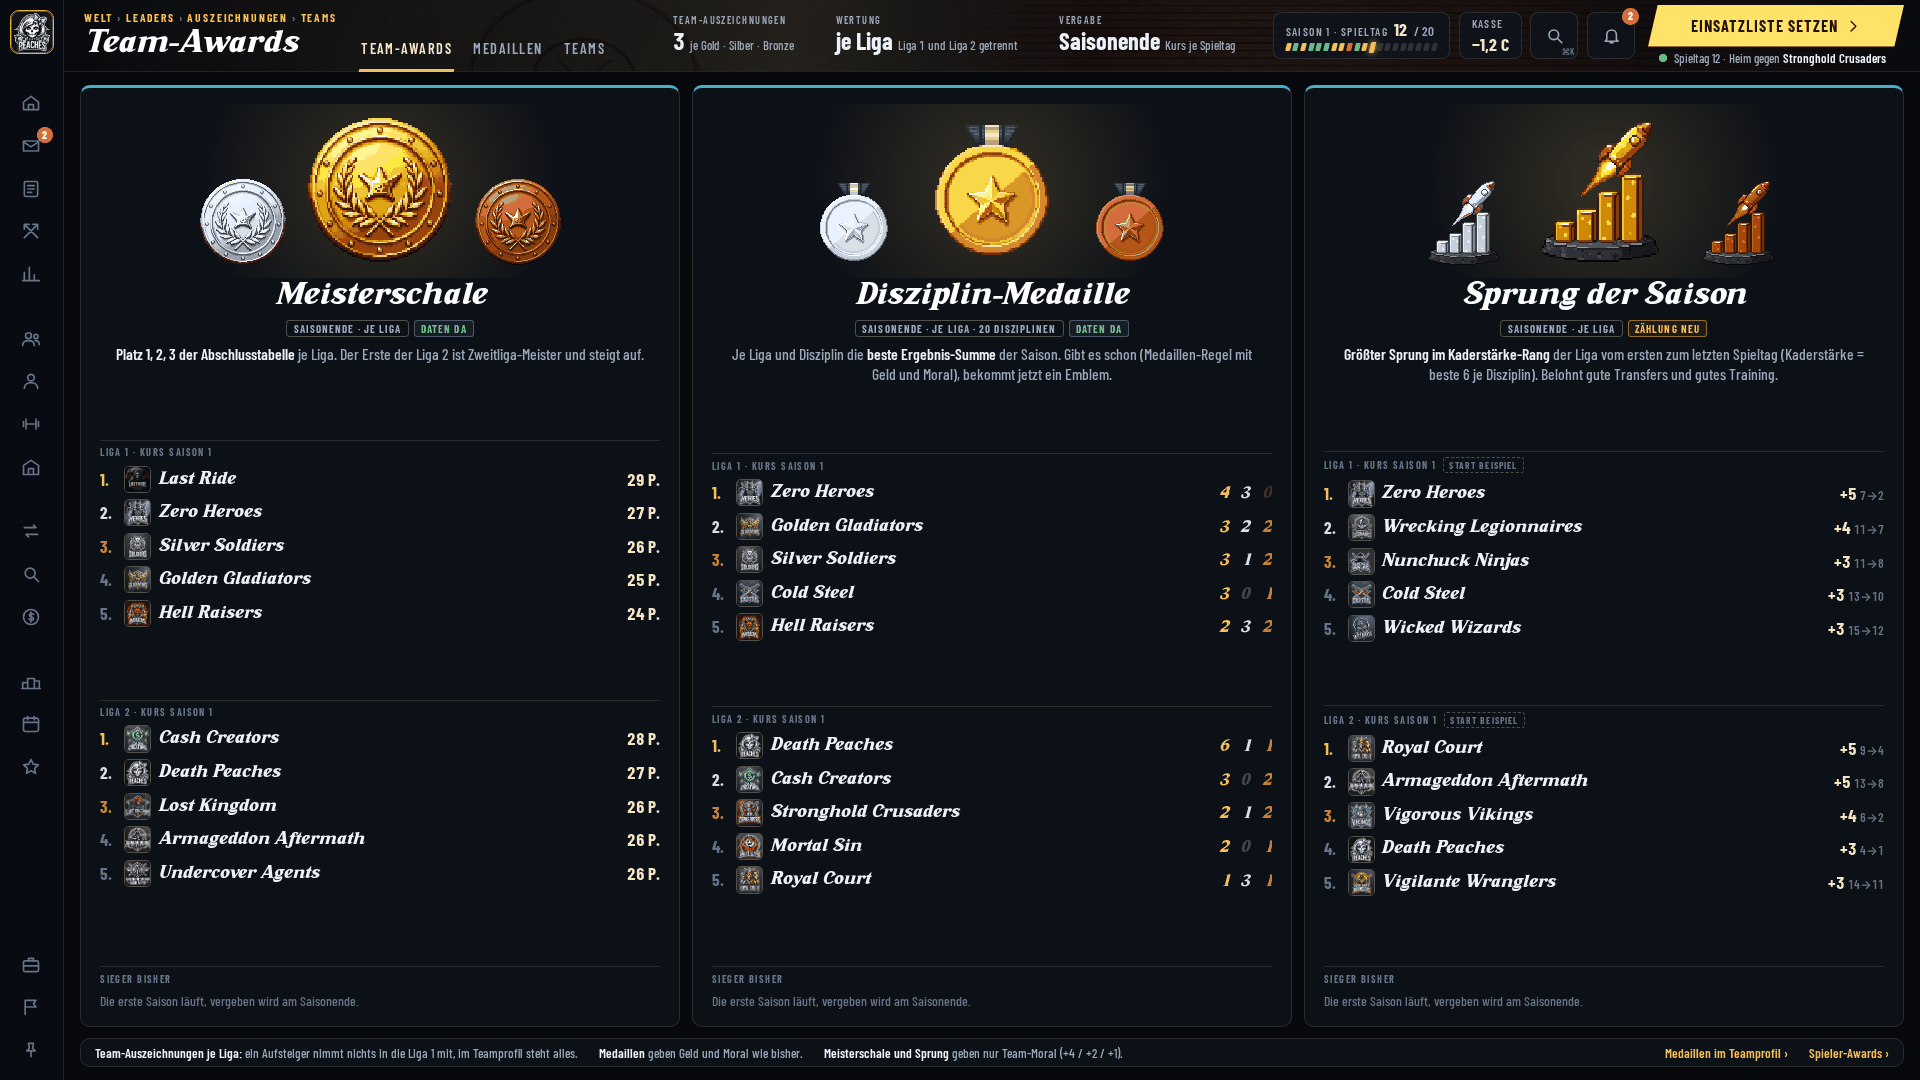 WELT › LEADERS › AUSZEICHNUNGEN › TEAMS
Team-Awards
TEAM-AWARDS MEDAILLEN TEAMS
TEAM-AUSZEICHNUNGEN
3 je Gold · Silber · Bronze
WERTUNG
je Liga Liga 1 und Liga 2 getrennt
VERGABE
Saisonende Kurs je Spieltag
SAISON 1 · SPIELTAG 12 / 20
KASSE
−1,2 C
⌘K
2
EINSATZLISTE SETZEN
Spieltag 12 · Heim gegen Stronghold Crusaders
2
Meisterschale
SAISONENDE · JE LIGA DATEN DA
Platz 1, 2, 3 der Abschlusstabelle je Liga. Der Erste der Liga 2 ist Zweitliga-Meister und steigt auf.
LIGA 1 · KURS SAISON 1
1. Last Ride 29 P.
2. Zero Heroes 27 P.
3. Silver Soldiers 26 P.
4. Golden Gladiators 25 P.
5. Hell Raisers 24 P.
LIGA 2 · KURS SAISON 1
1. Cash Creators 28 P.
2. Death Peaches 27 P.
3. Lost Kingdom 26 P.
4. Armageddon Aftermath 26 P.
5. Undercover Agents 26 P.
SIEGER BISHER
Die erste Saison läuft, vergeben wird am Saisonende.
Disziplin-Medaille
SAISONENDE · JE LIGA · 20 DISZIPLINEN DATEN DA
Je Liga und Disziplin die beste Ergebnis-Summe der Saison. Gibt es schon (Medaillen-Regel mit
Geld und Moral), bekommt jetzt ein Emblem.
LIGA 1 · KURS SAISON 1
1. Zero Heroes 4 3 0
2. Golden Gladiators 3 2 2
3. Silver Soldiers 3 1 2
4. Cold Steel 3 0 1
5. Hell Raisers 2 3 2
LIGA 2 · KURS SAISON 1
1. Death Peaches 6 1 1
2. Cash Creators 3 0 2
3. Stronghold Crusaders 2 1 2
4. Mortal Sin 2 0 1
5. Royal Court 1 3 1
SIEGER BISHER
Die erste Saison läuft, vergeben wird am Saisonende.
Sprung der Saison
SAISONENDE · JE LIGA ZÄHLUNG NEU
Größter Sprung im Kaderstärke-Rang der Liga vom ersten zum letzten Spieltag (Kaderstärke =
beste 6 je Disziplin). Belohnt gute Transfers und gutes Training.
LIGA 1 · KURS SAISON 1 START BEISPIEL
1. Zero Heroes +5 7→2
2. Wrecking Legionnaires +4 11→7
3. Nunchuck Ninjas +3 11→8
4. Cold Steel +3 13→10
5. Wicked Wizards +3 15→12
LIGA 2 · KURS SAISON 1 START BEISPIEL
1. Royal Court +5 9→4
2. Armageddon Aftermath +5 13→8
3. Vigorous Vikings +4 6→2
4. Death Peaches +3 4→1
5. Vigilante Wranglers +3 14→11
SIEGER BISHER
Die erste Saison läuft, vergeben wird am Saisonende.
Team-Auszeichnungen je Liga: ein Aufsteiger nimmt nichts in die Liga 1 mit, im Teamprofil steht alles. Medaillen geben Geld und Moral wie bisher. Meisterschale und Sprung geben nur Team-Moral (+4 / +2 / +1). Medaillen im Teamprofil › Spieler-Awards ›